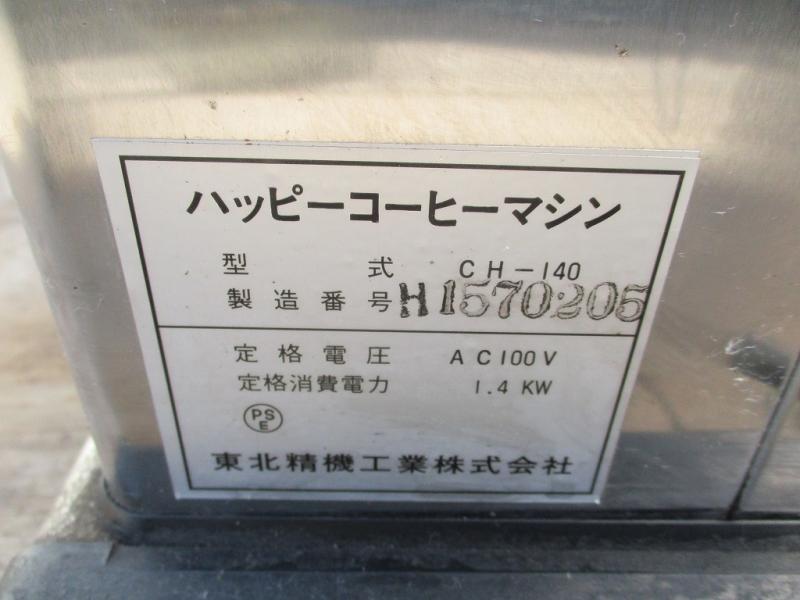 ハッピーコーヒーマシン
型式 CH-140
製造番号 H1570205
定格電圧 AC100V
定格消費電力 1.4KW
PSE
東北精機工業株式会社